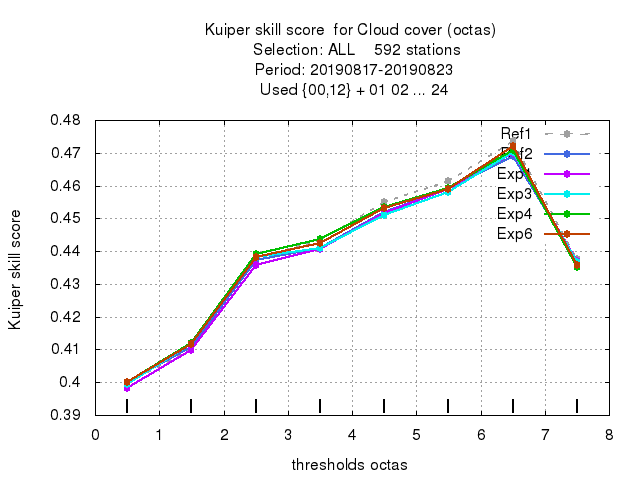 Kuiper skill score  for Cloud cover (octas)
Selection: ALL    592 stations
Period: 20190817-20190823
Used {00,12} + 01 02 ... 24
0.48
0.47
0.46
0.45
0.44
0.43
0.42
0.41
0.4
0.39
Kuiper skill score
Ref1
Ref2
Exp1
Exp3
Exp4
Exp6
0 1 2 3 4 5 6 7 8
thresholds octas